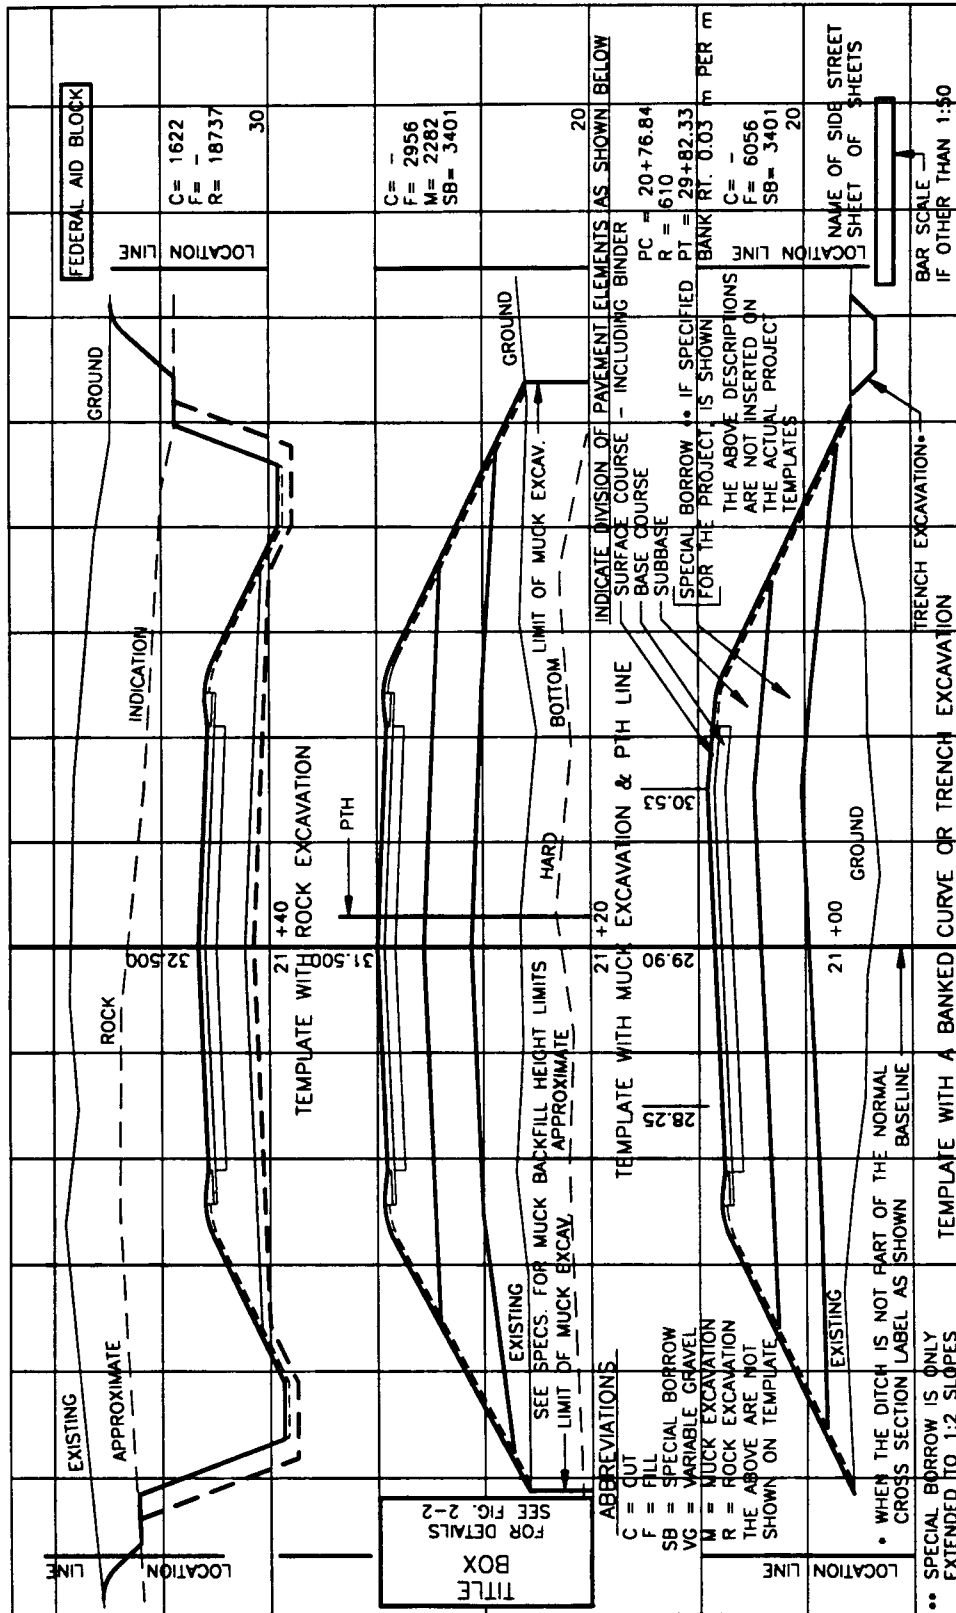 FEDERAL AID BLOCK
LOCATION LINE
LOCATION LINE
C= 1622
F= -
R= 18737
30
EXISTING
GROUND
APPROXIMATE
ROCK
INDICATION
32.500
21 +40
TEMPLATE WITH ROCK EXCAVATION
PTH
31.500
C= -
F= 2956
M= 2282
SB= 3401
20
TITLE
BOX
FOR DETAILS
SEE FIG. 2-2
EXISTING
GROUND
SEE SPECS. FOR MUCK BACKFILL HEIGHT LIMITS
LIMIT OF MUCK EXCAV.
APPROXIMATE
HARD
BOTTOM
LIMIT OF MUCK EXCAV.
21 +20
TEMPLATE WITH MUCK EXCAVATION & PTH LINE
INDICATE DIVISION OF PAVEMENT ELEMENTS AS SHOWN BELOW
SURFACE COURSE - INCLUDING BINDER
BASE COURSE
SUBBASE
SPECIAL BORROW ** IF SPECIFIED
FOR THE PROJECT, IS SHOWN
THE ABOVE DESCRIPTIONS
ARE NOT INSERTED ON
THE ACTUAL PROJECT
TEMPLATES
PC = 20+76.84
R = 610
PT = 29+82.33
BANK RT. 0.03 m PER m
C= -
F= 6056
SB= 3401
20
ABBREVIATIONS
C = CUT
F = FILL
SB = SPECIAL BORROW
VG = VARIABLE GRAVEL
M = MUCK EXCAVATION
R = ROCK EXCAVATION
THE ABOVE ARE NOT
SHOWN ON TEMPLATE
28.25
29.90
30.53
LOCATION LINE
LOCATION LINE
EXISTING
GROUND
21 +00
NAME OF SIDE STREET
SHEET OF SHEETS
* WHEN THE DITCH IS NOT PART OF THE NORMAL
CROSS SECTION LABEL AS SHOWN
BASELINE
TRENCH EXCAVATION*
BAR SCALE -
IF OTHER THAN 1:50
** SPECIAL BORROW IS ONLY
EXTENDED TO 1:2 SLOPES
TEMPLATE WITH A BANKED CURVE OR TRENCH EXCAVATION